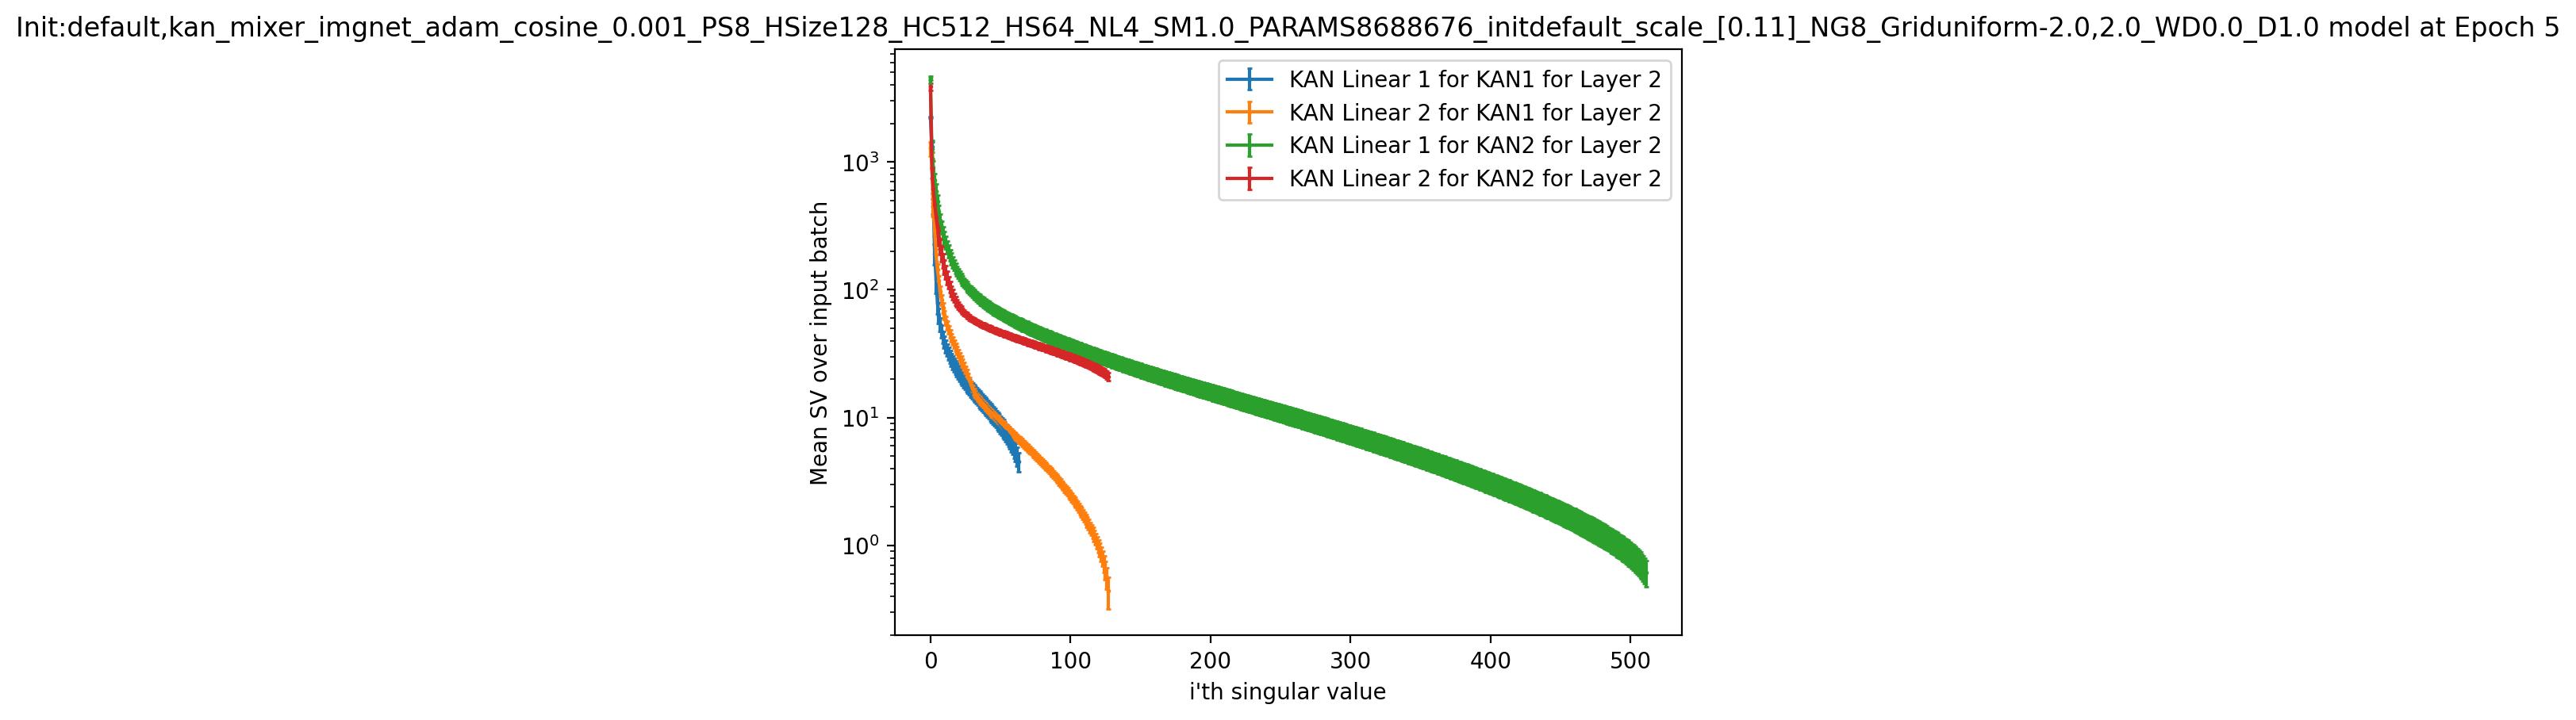 Init:default,kan_mixer_imgnet_adam_cosine_0.001_PS8_HSize128_HC512_HS64_NL4_SM1.0_PARAMS8688676_initdefault_scale_[0.11]_NG8_Griduniform-2.0,2.0_WD0.0_D1.0 model at Epoch 5
KAN Linear 1 for KAN1 for Layer 2
KAN Linear 2 for KAN1 for Layer 2
KAN Linear 1 for KAN2 for Layer 2
KAN Linear 2 for KAN2 for Layer 2
Mean SV over input batch
10³
10²
10¹
10⁰
0 100 200 300 400 500
i'th singular value